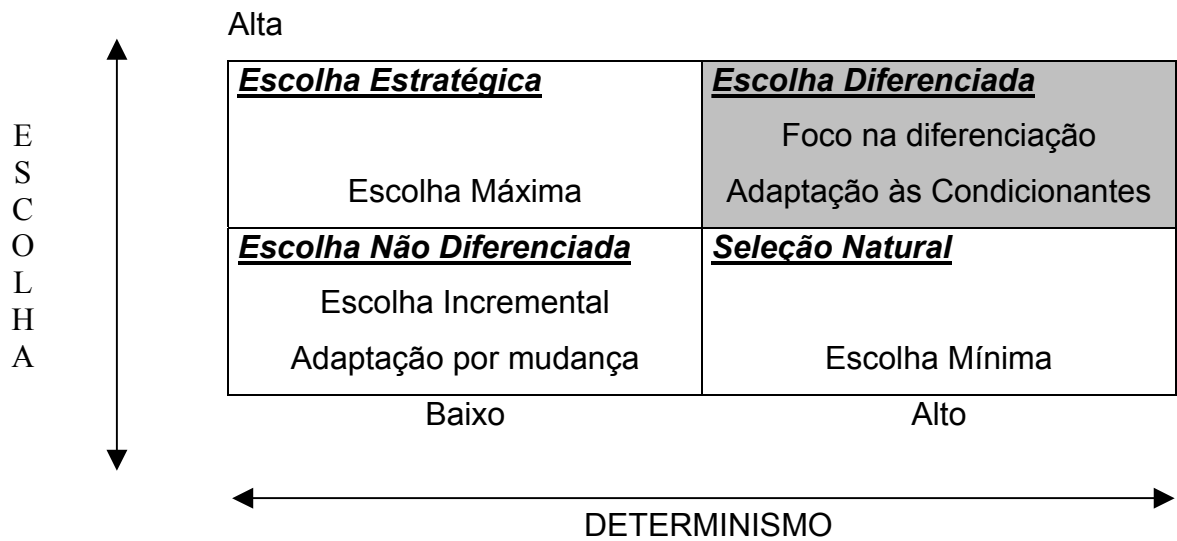 Alta
Escolha Estratégica
Escolha Máxima
Escolha Diferenciada
Foco na diferenciação
Adaptação às Condicionantes
Escolha Não Diferenciada
Escolha Incremental
Adaptação por mudança
Seleção Natural
Escolha Mínima
E
S
C
O
L
H
A
Baixo
Alto
DETERMINISMO